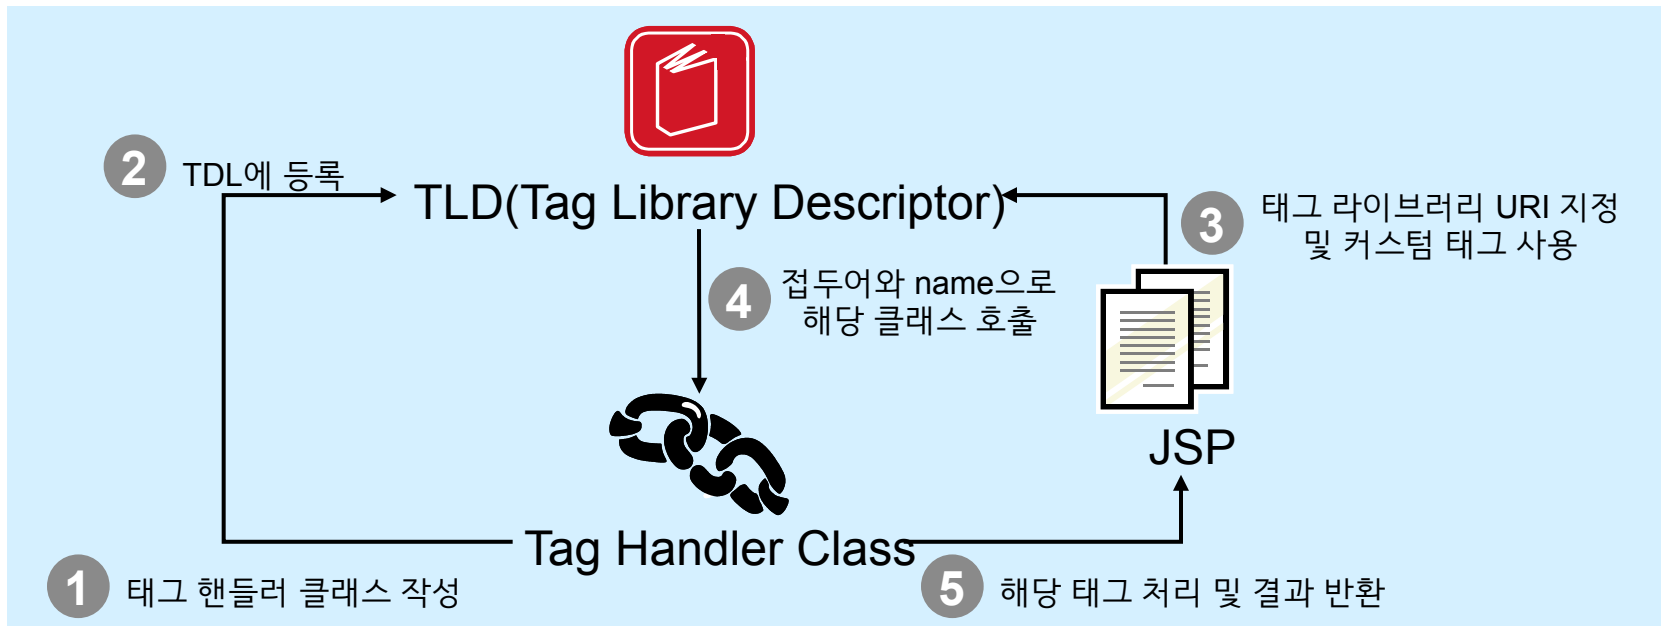 2 TDL에 등록
TLD(Tag Library Descriptor)
3 태그 라이브러리 URI 지정
및 커스텀 태그 사용
4 접두어와 name으로
해당 클래스 호출
JSP
Tag Handler Class
1 태그 핸들러 클래스 작성
5 해당 태그 처리 및 결과 반환